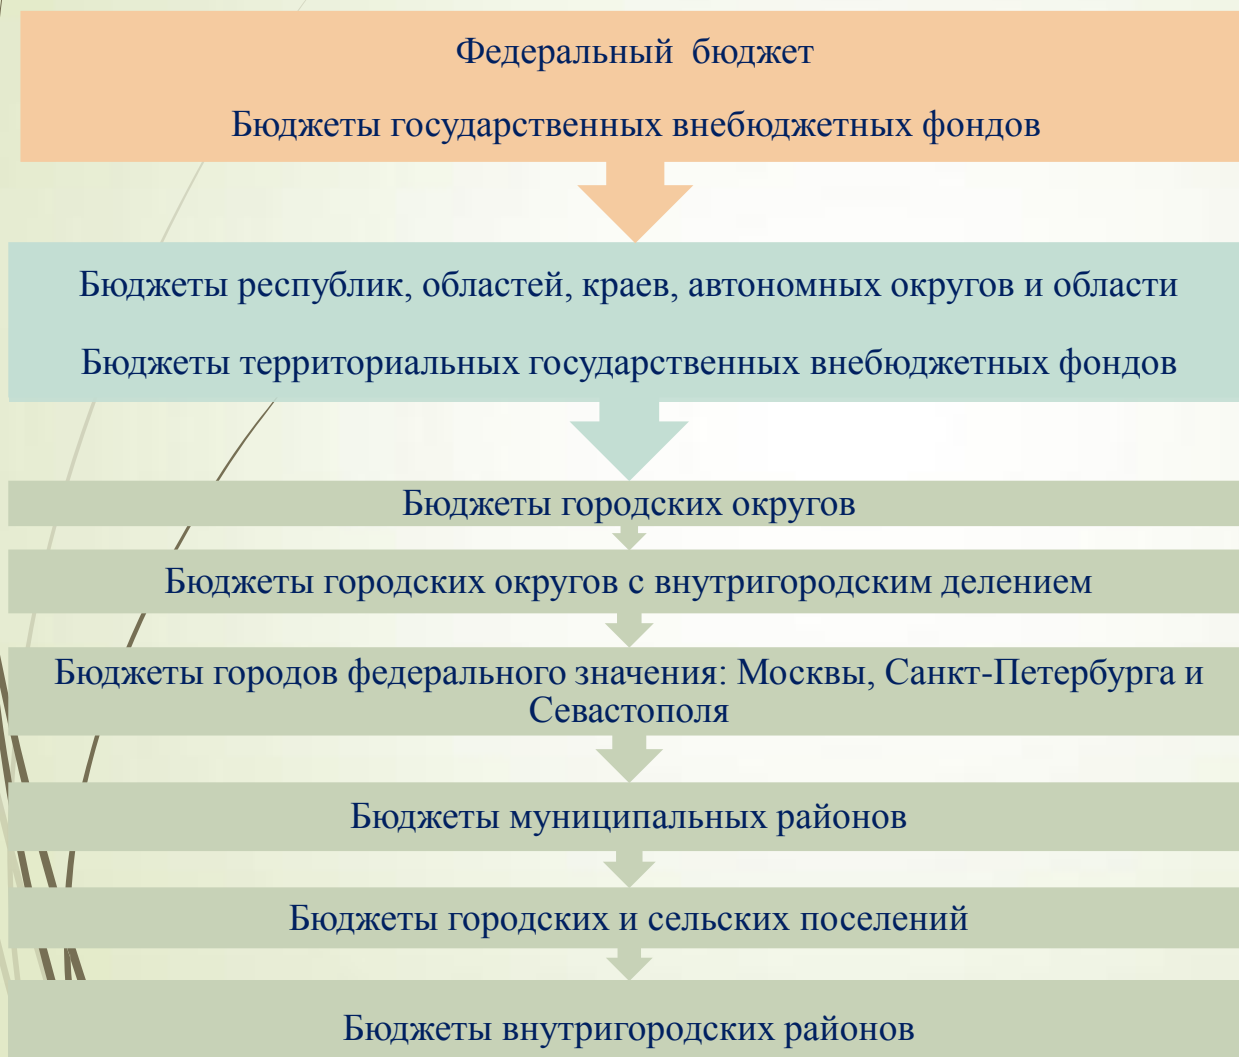 Федеральный бюджет
Бюджеты государственных внебюджетных фондов
Бюджеты республик, областей, краев, автономных округов и области
Бюджеты территориальных государственных внебюджетных фондов
Бюджеты городских округов
Бюджеты городских округов с внутригородским делением
Бюджеты городов федерального значения: Москвы, Санкт-Петербурга и
Севастополя
Бюджеты муниципальных районов
Бюджеты городских и сельских поселений
Бюджеты внутригородских районов